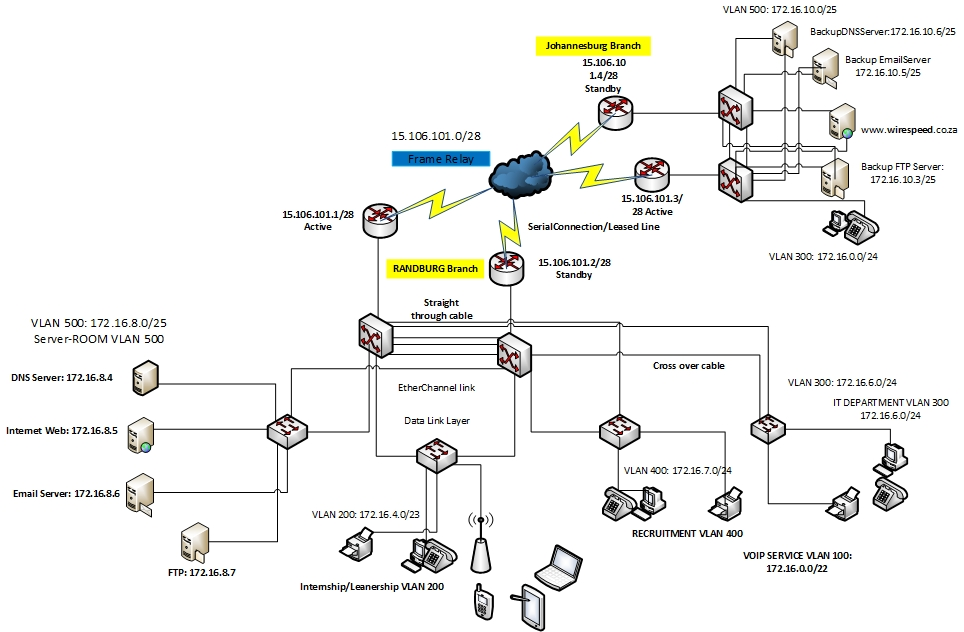 VLAN 500: 172.16.10.0/25
BackupDNSServer:172.16.10.6/25
Johannesburg Branch
15.106.10
1.4/28
Standby
Backup EmailServer
172.16.10.5/25
15.106.101.0/28
Frame Relay
www.wirespeed.coza
Backup FTP Server:
172.16.10.3/25
15.106.101.3/
28 Active
15.106.101.1/28
Active
SerialConnection/Leased Line
VLAN 300: 172.16.0.0/24
RANDBURG Branch
15.106.101.2/28
Standby
Straight
through cable
VLAN 500: 172.16.8.0/25
Server-ROOM VLAN 500
Cross over cable
DNS Server: 172.16.8.4
EtherChannel link
VLAN 300: 172.16.6.0/24
IT DEPARTMENT VLAN 300
172.16.6.0/24
Data Link Layer
Internet Web: 172.16.8.5
VLAN 400: 172.16.7.0/24
Email Server: 172.16.8.6
VLAN 200: 172.16.4.0/23
RECRUITMENT VLAN 400
VOIP SERVICE VLAN 100:
172.16.0.0/22
FTP: 172.16.8.7
Internship/Leanership VLAN 200